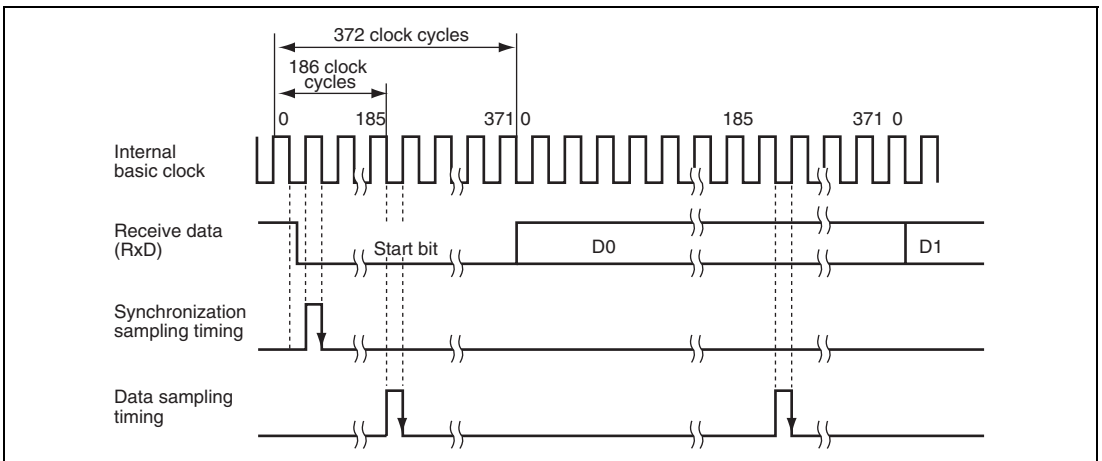 372 clock cycles
186 clock
cycles
0 185 371 0 185 371 0
Internal
basic clock
Receive data
(RxD)
Start bit D0 D1
Synchronization
sampling timing
Data sampling
timing